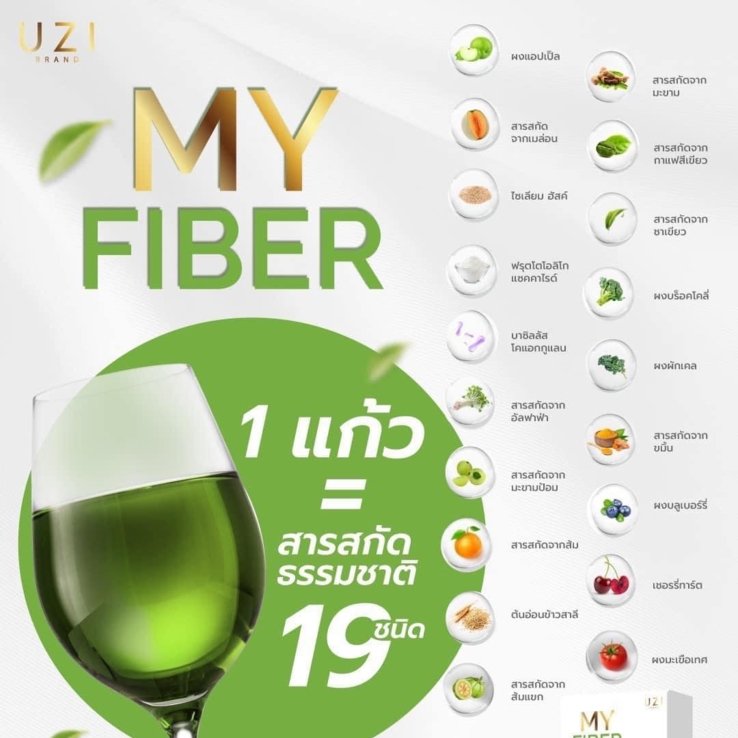 UZI
BRAND
MY
FIBER
1 แก้ว
=
สารสกัด
ธรรมชาติ
19 ชนิด
ผงแอปเปิ้ล
สารสกัด
จากเมล่อน
ไซเลียม ฮัสค์
ฟรุตโตโอลิโก
แซคคาไรด์
บาซิลลัส
โคแอกกูแลน
สารสกัดจาก
อัลฟาฟ่า
สารสกัดจาก
มะขามป้อม
สารสกัดจากส้ม
ต้นอ่อนข้าวสาลี
สารสกัดจาก
ส้มแขก
สารสกัดจาก
มะขาม
สารสกัดจาก
กาแฟสีเขียว
สารสกัดจาก
ชาเขียว
ผงบร็อคโคลี่
ผงผักเคล
สารสกัดจาก
ขมิ้น
ผงบลูเบอร์รี่
เชอรรี่ทาร์ต
ผงมะเขือเทศ
UZI
MY
FIBER